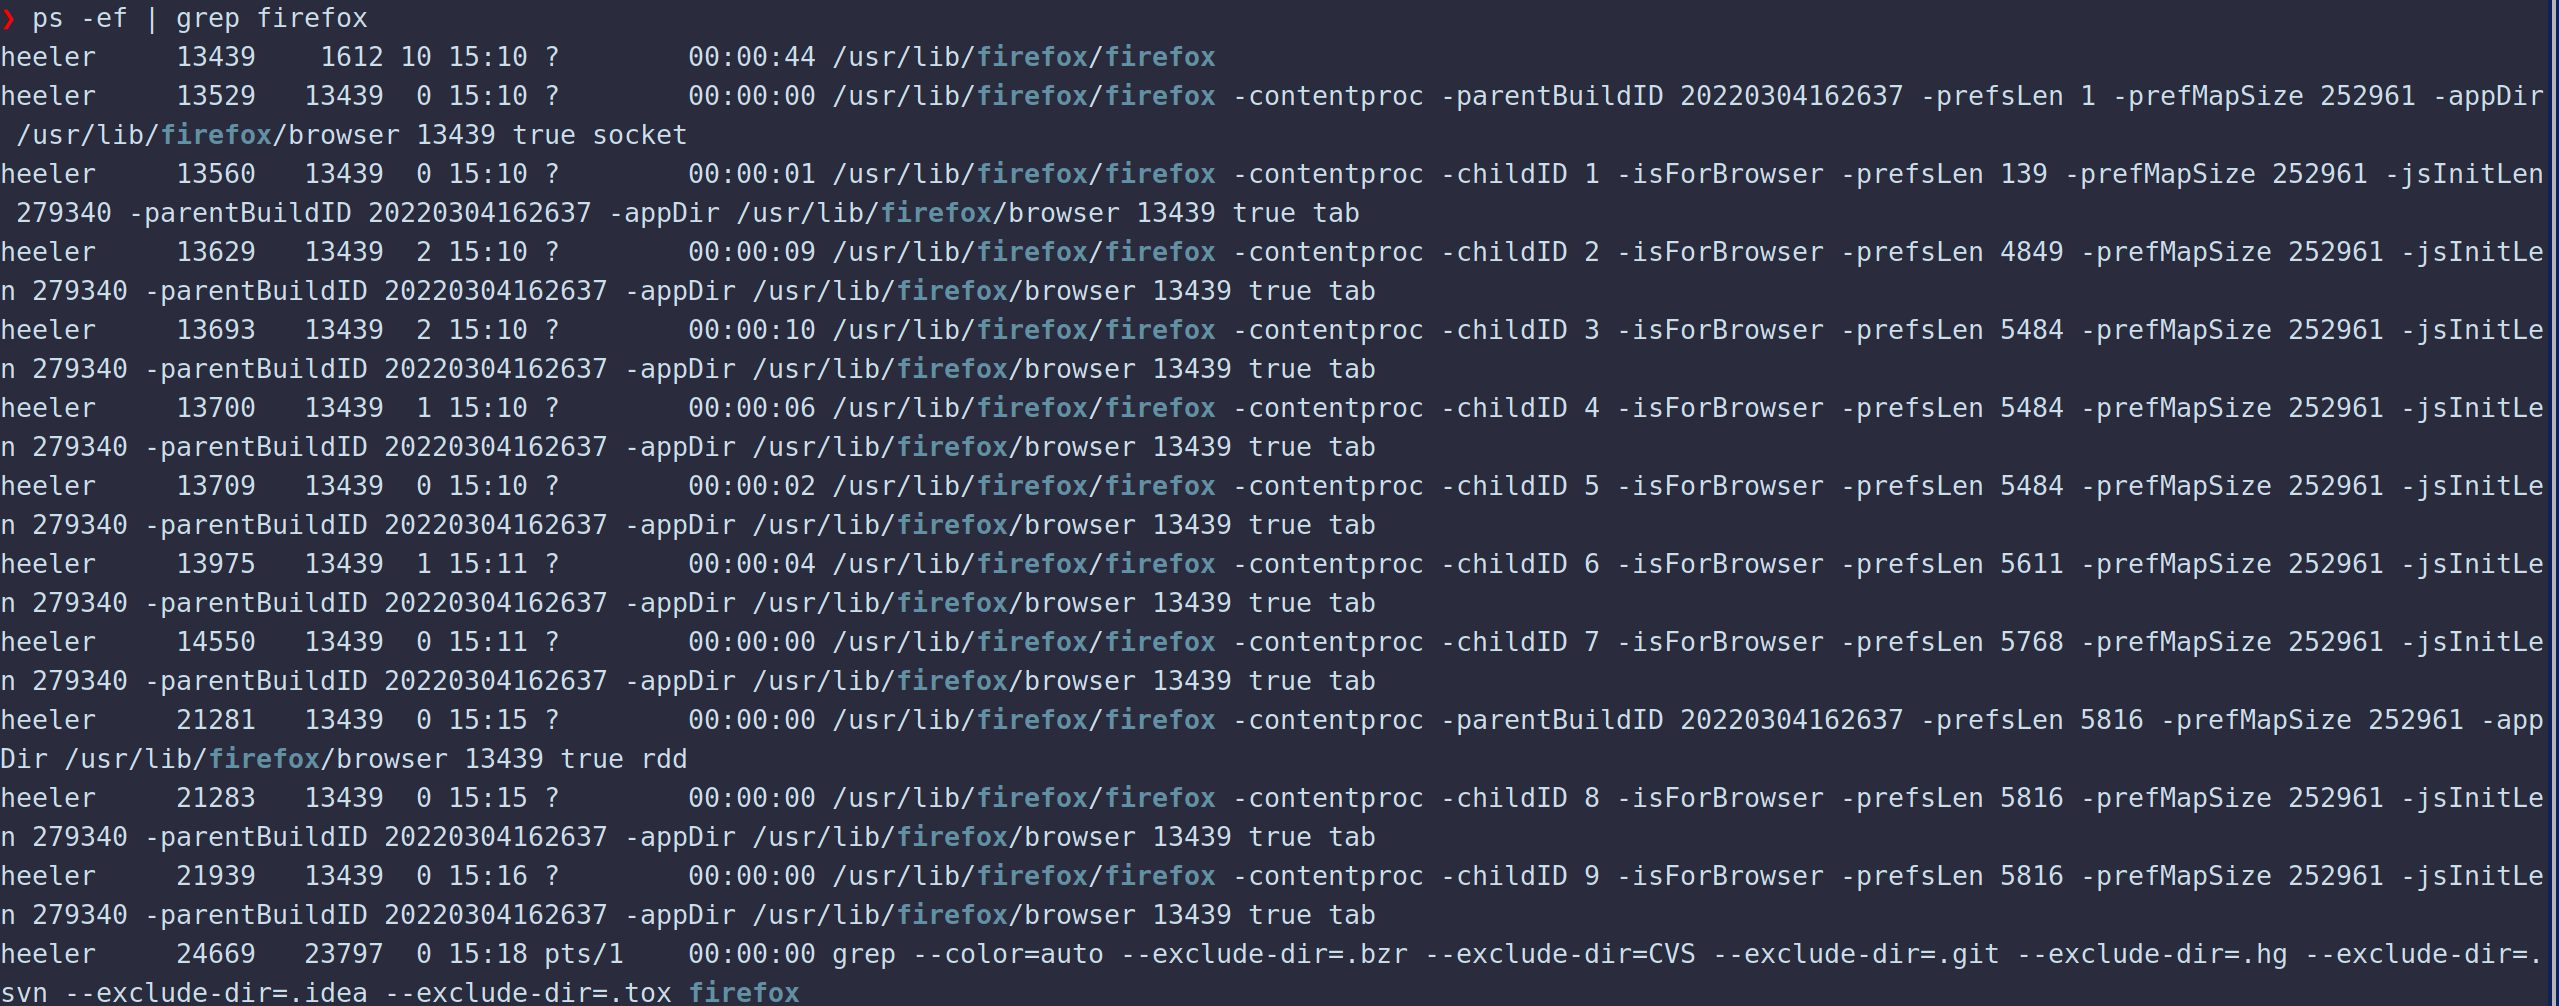 ❯ ps -ef | grep firefox
heeler     13439    1612 10 15:10 ?        00:00:44 /usr/lib/firefox/firefox
heeler     13529   13439  0 15:10 ?        00:00:00 /usr/lib/firefox/firefox -contentproc -parentBuildID 20220304162637 -prefsLen 1 -prefMapSize 252961 -appDir
 /usr/lib/firefox/browser 13439 true socket
heeler     13560   13439  0 15:10 ?        00:00:01 /usr/lib/firefox/firefox -contentproc -childID 1 -isForBrowser -prefsLen 139 -prefMapSize 252961 -jsInitLen
 279340 -parentBuildID 20220304162637 -appDir /usr/lib/firefox/browser 13439 true tab
heeler     13629   13439  2 15:10 ?        00:00:09 /usr/lib/firefox/firefox -contentproc -childID 2 -isForBrowser -prefsLen 4849 -prefMapSize 252961 -jsInitLe
n 279340 -parentBuildID 20220304162637 -appDir /usr/lib/firefox/browser 13439 true tab
heeler     13693   13439  2 15:10 ?        00:00:10 /usr/lib/firefox/firefox -contentproc -childID 3 -isForBrowser -prefsLen 5484 -prefMapSize 252961 -jsInitLe
n 279340 -parentBuildID 20220304162637 -appDir /usr/lib/firefox/browser 13439 true tab
heeler     13700   13439  1 15:10 ?        00:00:06 /usr/lib/firefox/firefox -contentproc -childID 4 -isForBrowser -prefsLen 5484 -prefMapSize 252961 -jsInitLe
n 279340 -parentBuildID 20220304162637 -appDir /usr/lib/firefox/browser 13439 true tab
heeler     13709   13439  0 15:10 ?        00:00:02 /usr/lib/firefox/firefox -contentproc -childID 5 -isForBrowser -prefsLen 5484 -prefMapSize 252961 -jsInitLe
n 279340 -parentBuildID 20220304162637 -appDir /usr/lib/firefox/browser 13439 true tab
heeler     13975   13439  1 15:11 ?        00:00:04 /usr/lib/firefox/firefox -contentproc -childID 6 -isForBrowser -prefsLen 5611 -prefMapSize 252961 -jsInitLe
n 279340 -parentBuildID 20220304162637 -appDir /usr/lib/firefox/browser 13439 true tab
heeler     14550   13439  0 15:11 ?        00:00:00 /usr/lib/firefox/firefox -contentproc -childID 7 -isForBrowser -prefsLen 5768 -prefMapSize 252961 -jsInitLe
n 279340 -parentBuildID 20220304162637 -appDir /usr/lib/firefox/browser 13439 true tab
heeler     21281   13439  0 15:15 ?        00:00:00 /usr/lib/firefox/firefox -contentproc -parentBuildID 20220304162637 -prefsLen 5816 -prefMapSize 252961 -app
Dir /usr/lib/firefox/browser 13439 true rdd
heeler     21283   13439  0 15:15 ?        00:00:00 /usr/lib/firefox/firefox -contentproc -childID 8 -isForBrowser -prefsLen 5816 -prefMapSize 252961 -jsInitLe
n 279340 -parentBuildID 20220304162637 -appDir /usr/lib/firefox/browser 13439 true tab
heeler     21939   13439  0 15:16 ?        00:00:00 /usr/lib/firefox/firefox -contentproc -childID 9 -isForBrowser -prefsLen 5816 -prefMapSize 252961 -jsInitLe
n 279340 -parentBuildID 20220304162637 -appDir /usr/lib/firefox/browser 13439 true tab
heeler     24669   23797  0 15:18 pts/1    00:00:00 grep --color=auto --exclude-dir=.bzr --exclude-dir=CVS --exclude-dir=.git --exclude-dir=.hg --exclude-dir=.
svn --exclude-dir=.idea --exclude-dir=.tox firefox